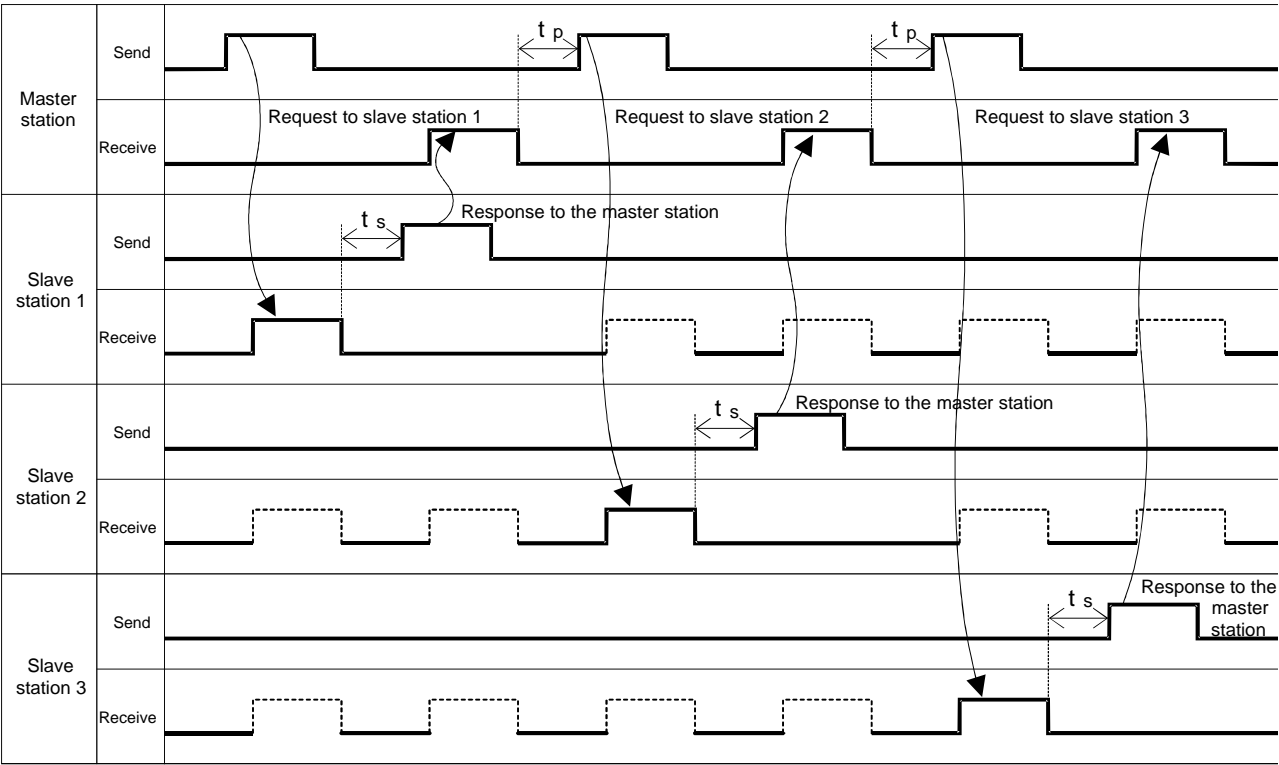 Master
station
Send
t p
t p
Receive
Request to slave station 1
Request to slave station 2
Request to slave station 3
Slave
station 1
Send
t s
Response to the master station
Receive
Slave
station 2
Send
t s
Response to the master station
Receive
Slave
station 3
Send
t s
Response to the
master
station
Receive